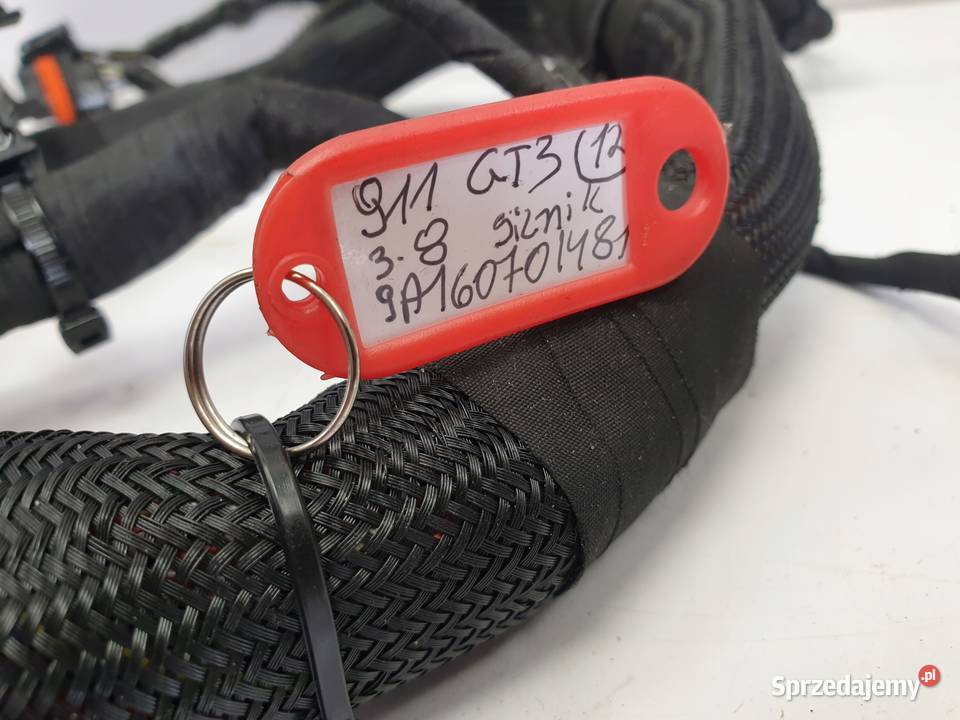 911 GT3 (12
3.8 silnik
9A160701481
Sprzedajemy.pl